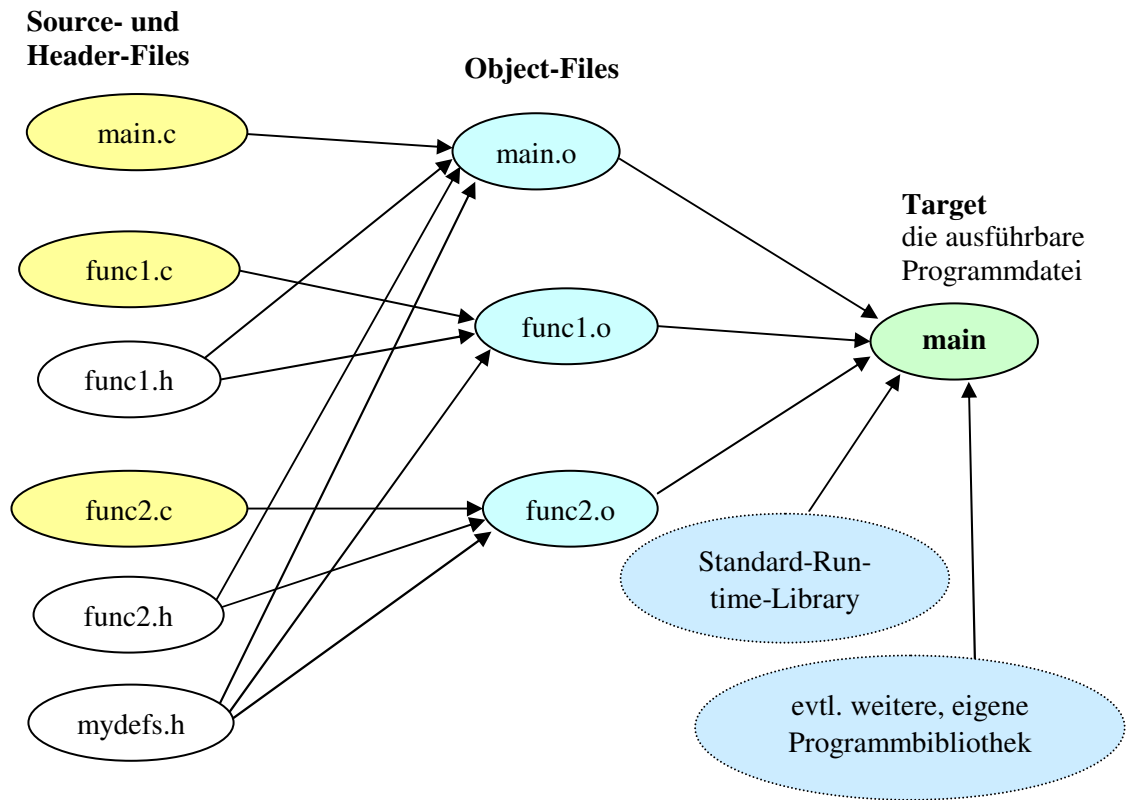 Source- und
Header-Files
Object-Files
main.c
main.o
Target
die ausführbare
Programmdatei
func1.c
func1.o
main
func1.h
func2.c
func2.o
Standard-Run-
time-Library
func2.h
mydefs.h
evtl. weitere, eigene
Programmbibliothek